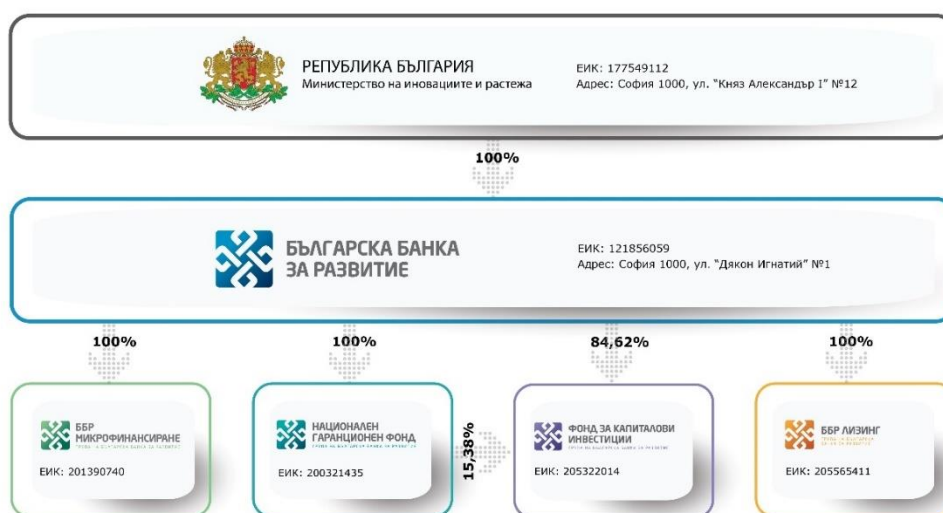 РЕПУБЛИКА БЪЛГАРИЯ
Министерство на иновациите и растежа
ЕИК: 177549112
Адрес: София 1000, ул. "Княз Александър I" №12
100%
БЪЛГАРСКА БАНКА
ЗА РАЗВИТИЕ
ЕИК: 121856059
Адрес: София 1000, ул. "Дякон Игнатий" №1
100%
100%
84,62%
100%
ББР
МИКРОФИНАНСИРАНЕ
ЕИК: 201390740
НАЦИОНАЛЕН
ГАРАНЦИОНЕН ФОНД
ЕИК: 200321435
15,38%
ФОНД ЗА КАПИТАЛОВИ
ИНВЕСТИЦИИ
ЕИК: 205322014
ББР ЛИЗИНГ
ЕИК: 205565411